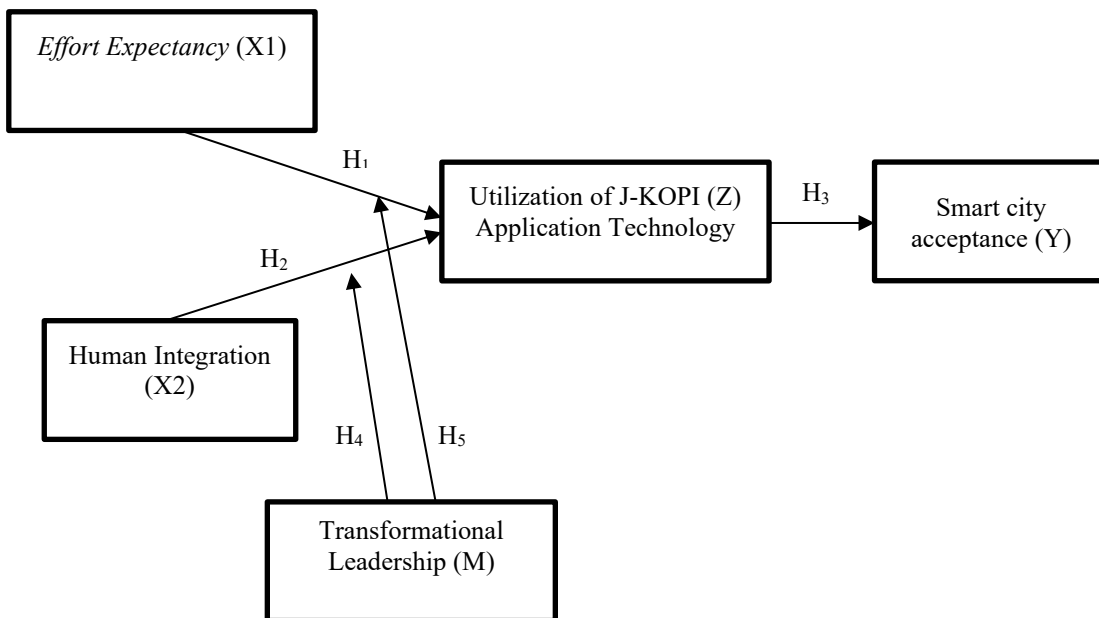 Effort Expectancy (X1)
H₁
Utilization of J-KOPI (Z)
Application Technology
H₃
Smart city
acceptance (Y)
H₂
Human Integration
(X2)
H₄
H₅
Transformational
Leadership (M)